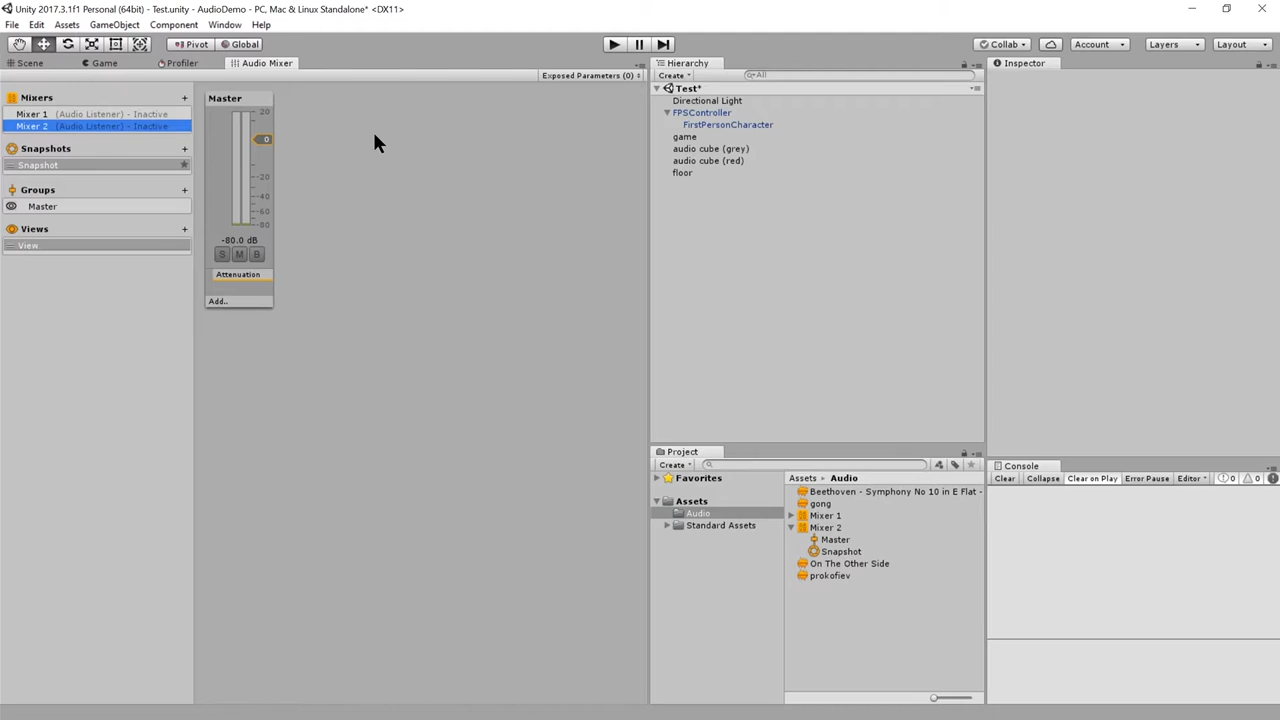 Unity 2017.3.1f1 Personal (64bit) - Test.unity - AudioDemo - PC, Mac & Linux Standalone* <DX11>
File Edit Assets GameObject Component Window Help
Pivot Global Collab Account Layers Layout
Scene Game Profiler Audio Mixer
Exposed Parameters (0)
Mixers
Mixer 1 (Audio Listener) - Inactive
Mixer 2 (Audio Listener) - Inactive
Snapshots
Snapshot
Groups
Master
Views
View
Master
20
0
-20
-40
-60
-80
-80.0 dB
S M B
Attenuation
Add..
Hierarchy
Create All
Test*
Directional Light
FPSController
FirstPersonCharacter
game
audio cube (grey)
audio cube (red)
floor
Project
Create
Favorites
Assets
Audio
Standard Assets
Assets Audio
Beethoven - Symphony No 10 in E Flat -
gong
Mixer 1
Mixer 2
Master
Snapshot
On The Other Side
prokofiev
Inspector
Console
Clear Collapse Clear on Play Error Pause Editor 0 0